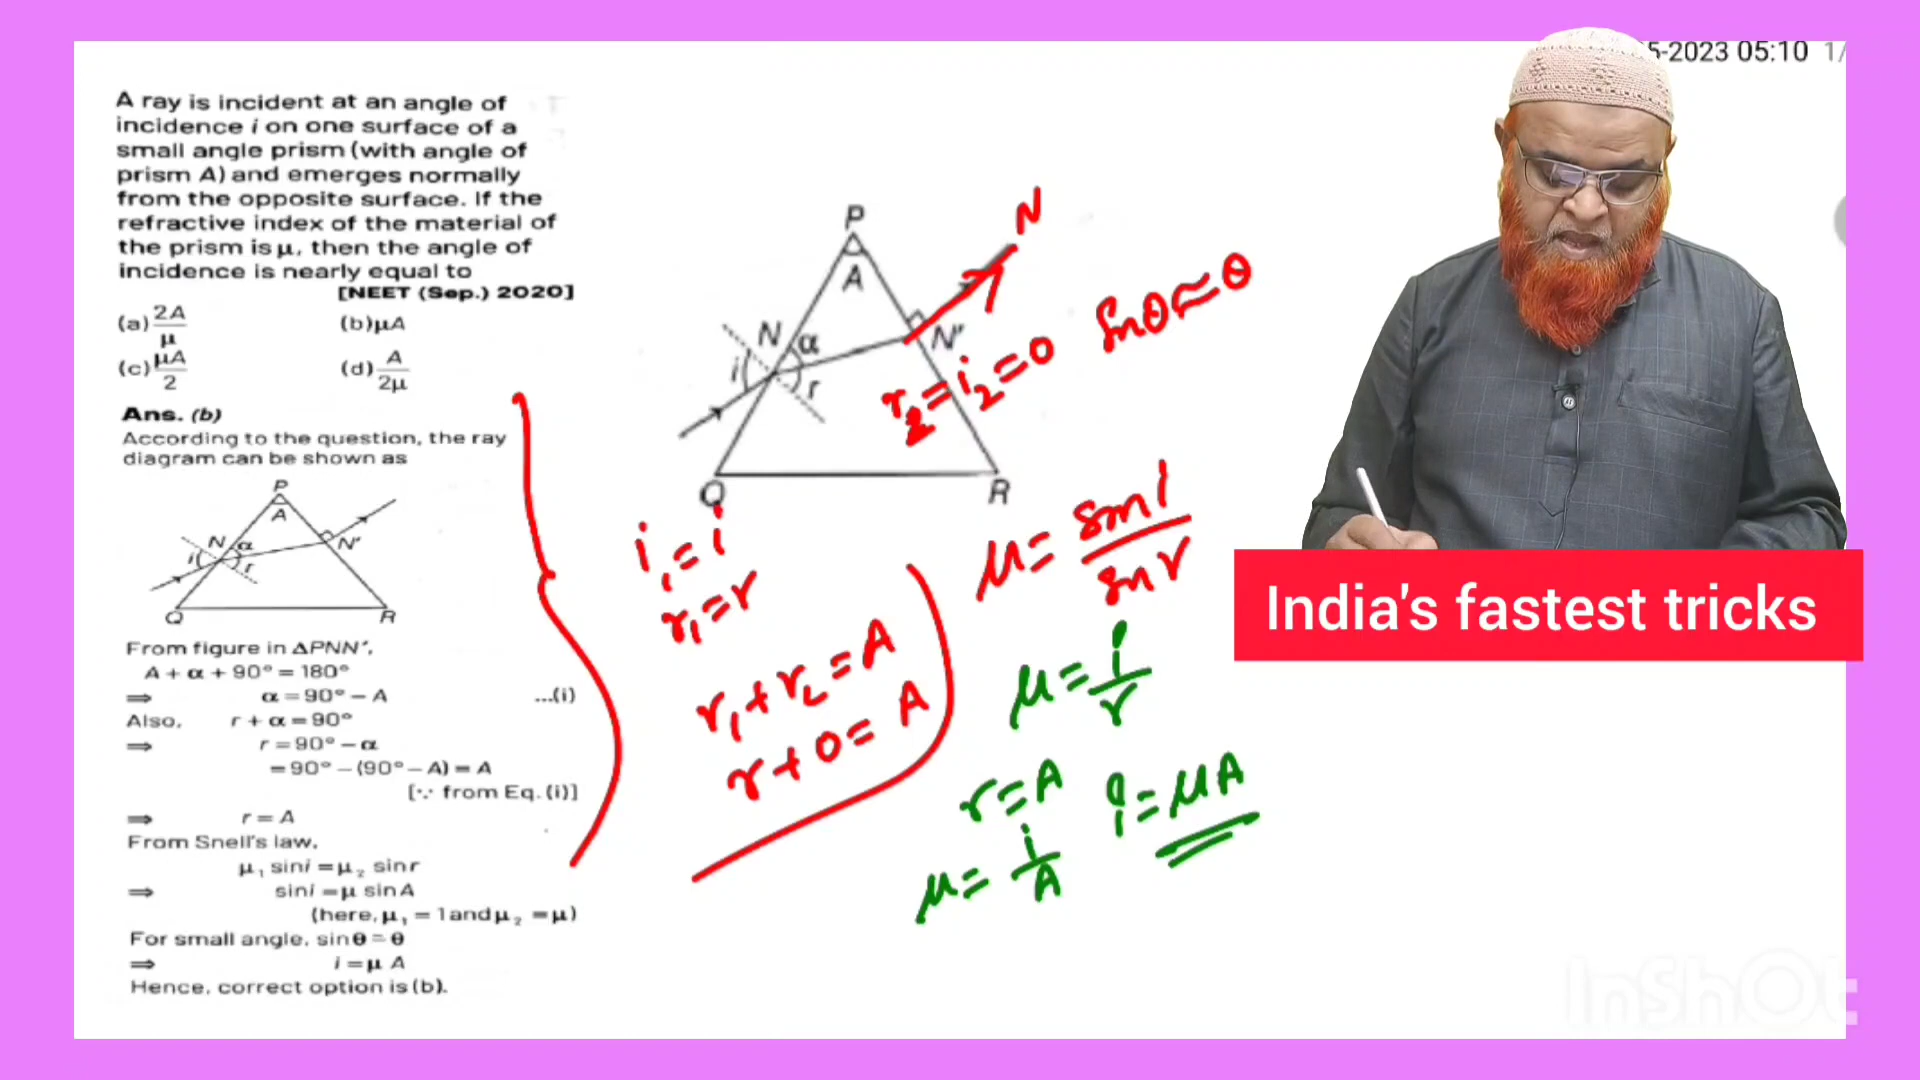 5-2023 05:10 1/
A ray is incident at an angle of
incidence i on one surface of a
small angle prism (with angle of
prism A) and emerges normally
from the opposite surface. If the
refractive index of the material of
the prism is μ, then the angle of
incidence is nearly equal to
[NEET (Sep.) 2020]
(a) 2A/μ (b) μA
(c) μA/2 (d) A/2μ
Ans. (b)
According to the question, the ray
diagram can be shown as
P
A
N α N'
i r
Q R
From figure in ΔPNN',
A + α + 90° = 180°
⇒ α = 90° − A ...(i)
Also, r + α = 90°
⇒ r = 90° − α
= 90° − (90° − A) = A
[∵ from Eq. (i)]
⇒ r = A
From Snell's law,
μ₁ sin i = μ₂ sin r
⇒ sin i = μ sin A
(here, μ₁ = 1 and μ₂ = μ)
For small angle, sin θ = θ
⇒ i = μ A
Hence, correct option is (b).
P
A
N α N'
i r
Q R
N
r₂ = i₂ = 0
Sinθ ≈ θ
i₁ = i
r₁ = r
r₁ + r₂ = A
r + 0 = A
μ = sin i / sin r
μ = i/r
r = A
μ = i/A
i = μA
India's fastest tricks
InShOt